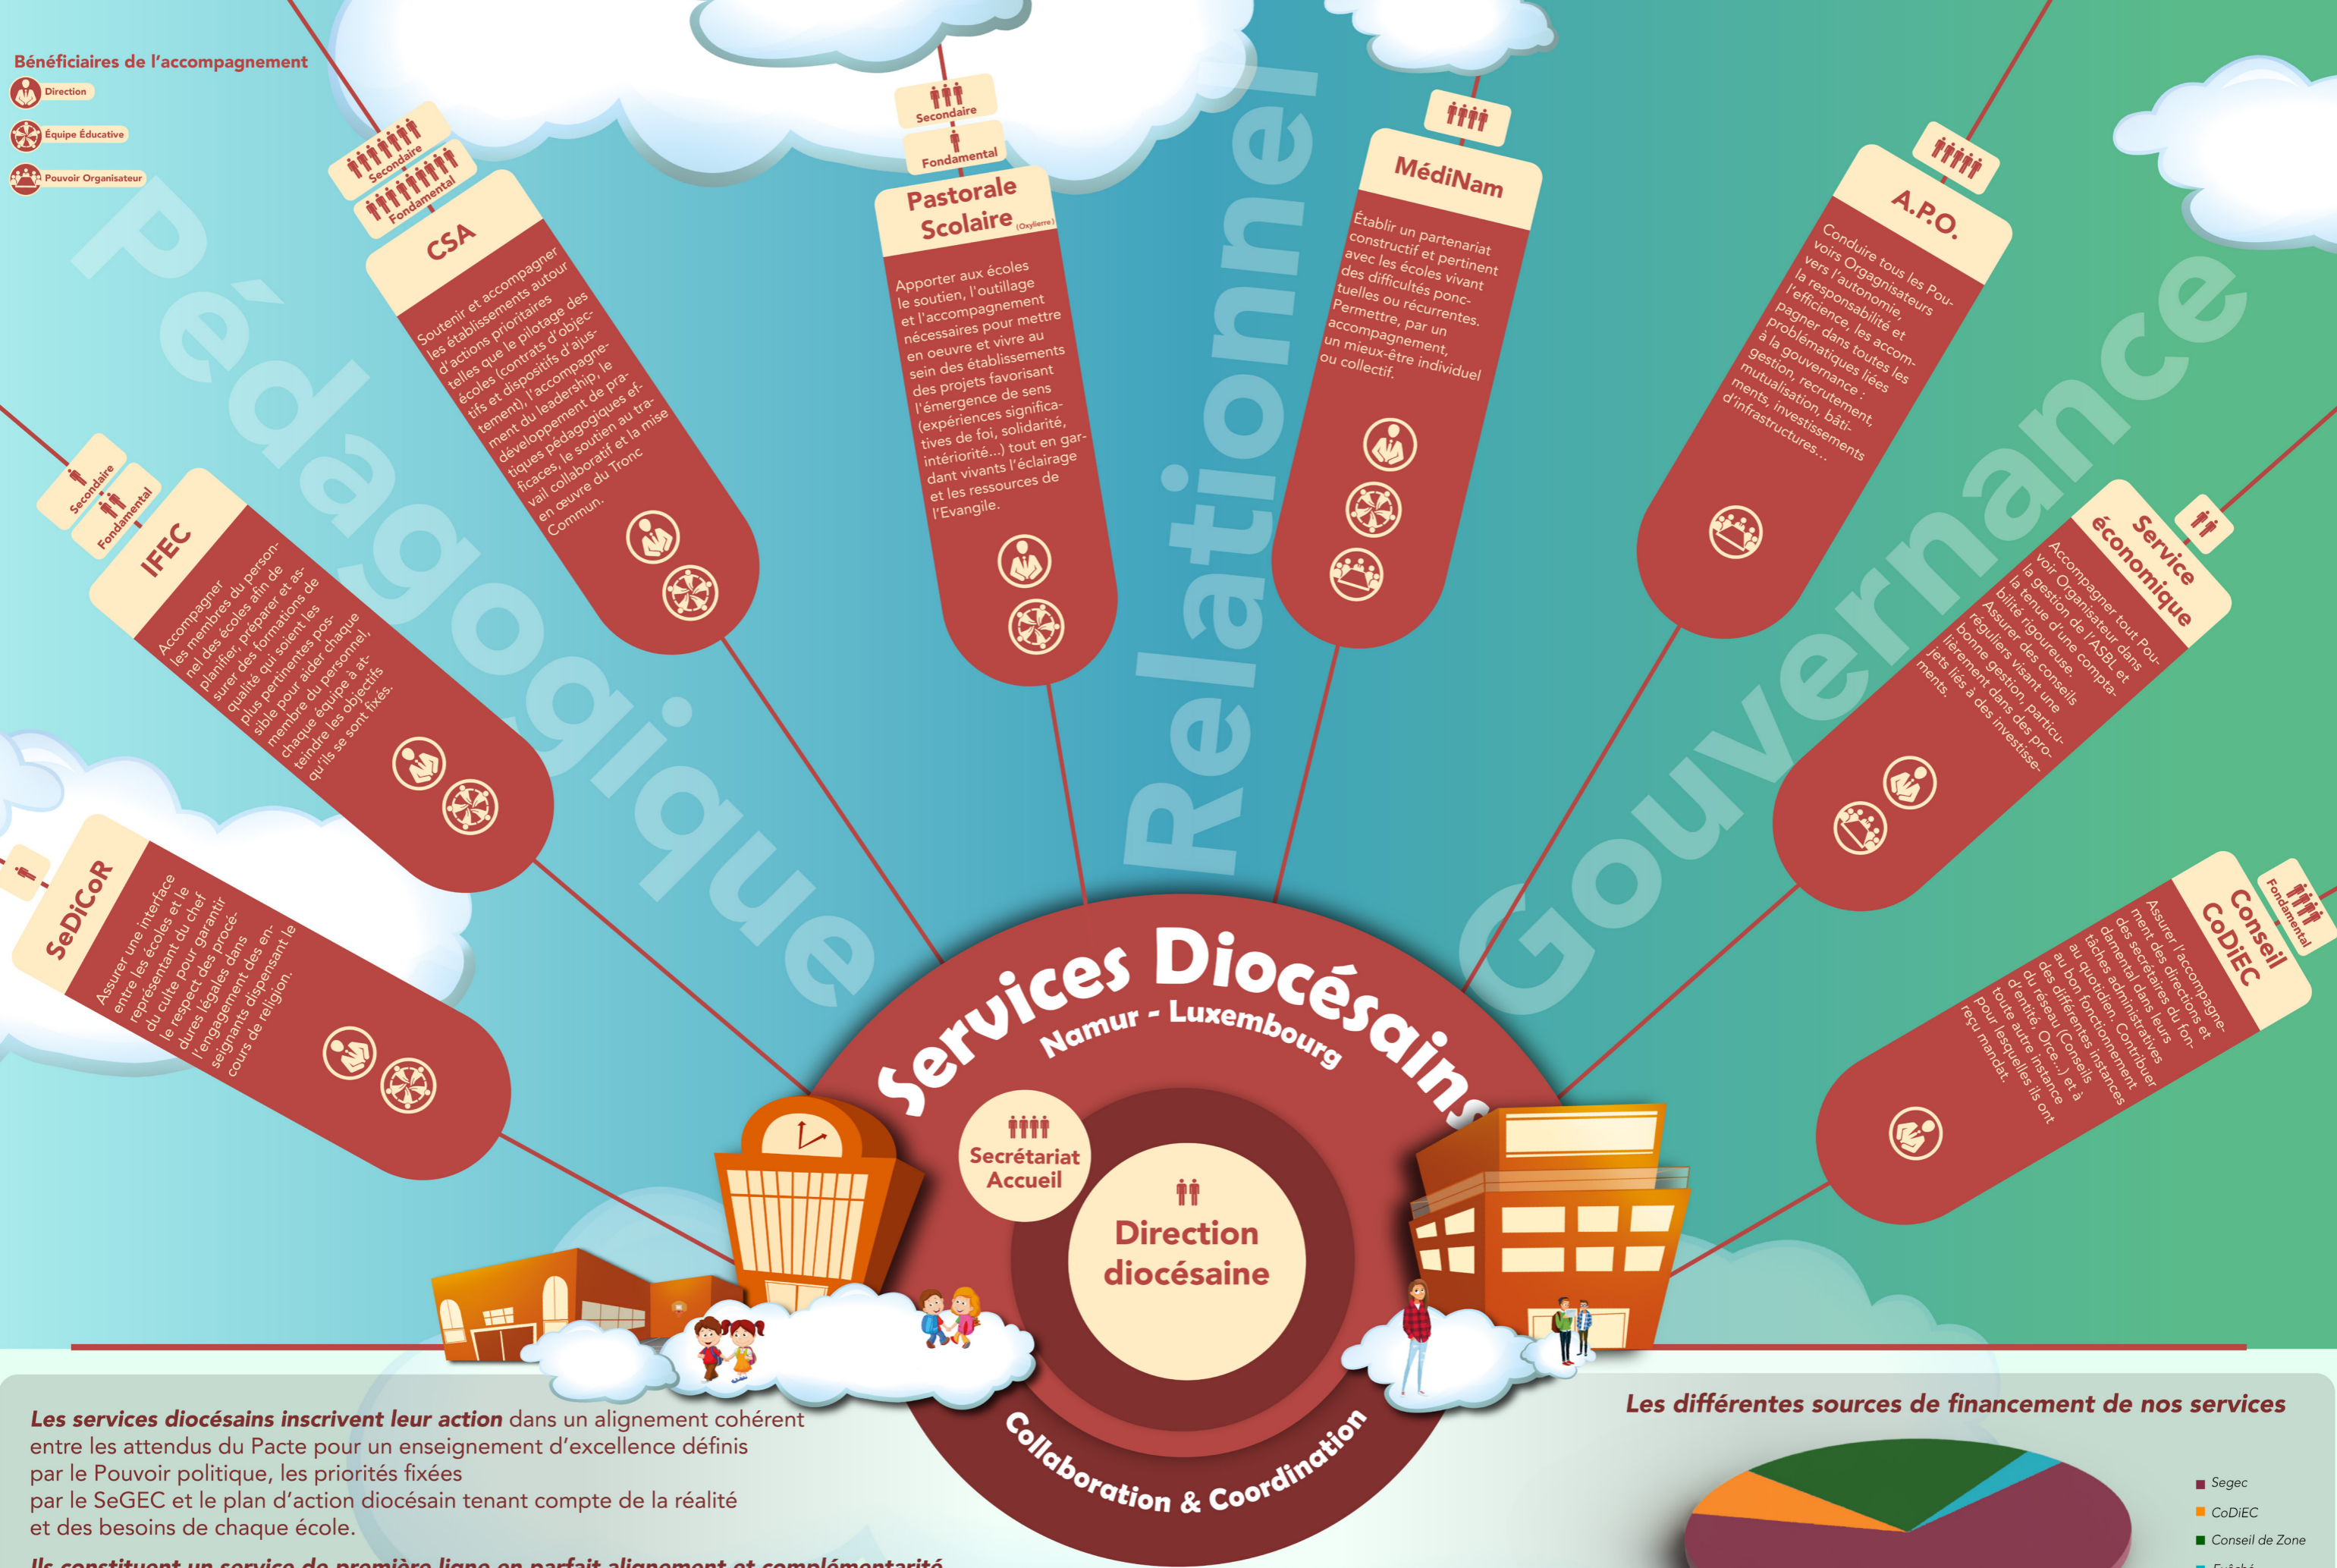 Bénéficiaires de l'accompagnement
Direction
Équipe Éducative
Pouvoir Organisateur
Pédagogique
Relationnel
Gouvernance
Secondaire
Fondamental
CSA
Soutenir et accompagner
les établissements autour
d'actions prioritaires
telles que le pilotage des
écoles (contrats d'objec-
tifs et dispositifs d'ajus-
tement), l'accompagne-
ment du leadership, le
développement de pra-
tiques pédagogiques ef-
ficaces, le soutien au tra-
vail collaboratif et la mise
en œuvre du Tronc
Commun.
Secondaire
Fondamental
Pastorale
Scolaire (Oxylierre)
Apporter aux écoles
le soutien, l'outillage
et l'accompagnement
nécessaires pour mettre
en oeuvre et vivre au
sein des établissements
des projets favorisant
l'émergence de sens
(expériences significa-
tives de foi, solidarité,
intériorité...) tout en gar-
dant vivants l'éclairage
et les ressources de
l'Evangile.
MédiNam
Établir un partenariat
constructif et pertinent
avec les écoles vivant
des difficultés ponc-
tuelles ou récurrentes.
Permettre, par un
accompagnement,
un mieux-être individuel
ou collectif.
A.P.O.
Conduire tous les Pou-
voirs Orgagnisateurs
vers l'autonomie,
la responsabilité et
l'efficience, les accom-
pagner dans toutes les
problématiques liées
à la gouvernance :
gestion, recrutement,
mutualisation, bâti-
ments, investissements
d'infrastructures...
Secondaire
Fondamental
IFEC
Accompagner
les membres du person-
nel des écoles afin de
planifier, préparer et as-
surer des formations de
qualité qui soient les
plus pertinentes pos-
sible pour aider chaque
membre du personnel,
chaque équipe à at-
teindre les objectifs
qu'ils se sont fixés.
Service
économique
Accompagner tout Pou-
voir Organisateur dans
la gestion de l'ASBL et
la tenue d'une compta-
bilité rigoureuse.
Assurer des conseils
réguliers visant une
bonne gestion, particu-
lièrement dans des pro-
jets liés à des investisse-
ments.
SeDiCoR
Assurer une interface
entre les écoles et le
représentant du chef
du culte pour garantir
le respect des procé-
dures légales dans
l'engagement des en-
seignants dispensant le
cours de religion.
Fondamental
Conseil
CoDiEC
Assurer l'accompagne-
ment des directions et
des secrétaires du fon-
damental dans leurs
tâches administratives
au quotidien. Contribuer
au bon fonctionnement
des différentes instances
du réseau (Conseils
d'entité, Orce...) et à
toute autre instance
pour lesquelles ils ont
reçu mandat.
Services Diocésains
Namur - Luxembourg
Secrétariat
Accueil
Direction
diocésaine
Collaboration & Coordination
Les services diocésains inscrivent leur action dans un alignement cohérent
entre les attendus du Pacte pour un enseignement d'excellence définis
par le Pouvoir politique, les priorités fixées
par le SeGEC et le plan d'action diocésain tenant compte de la réalité
et des besoins de chaque école.
Ils constituent un service de première ligne en parfait alignement et complémentarité
Les différentes sources de financement de nos services
Segec
CoDiEC
Conseil de Zone
Evêché